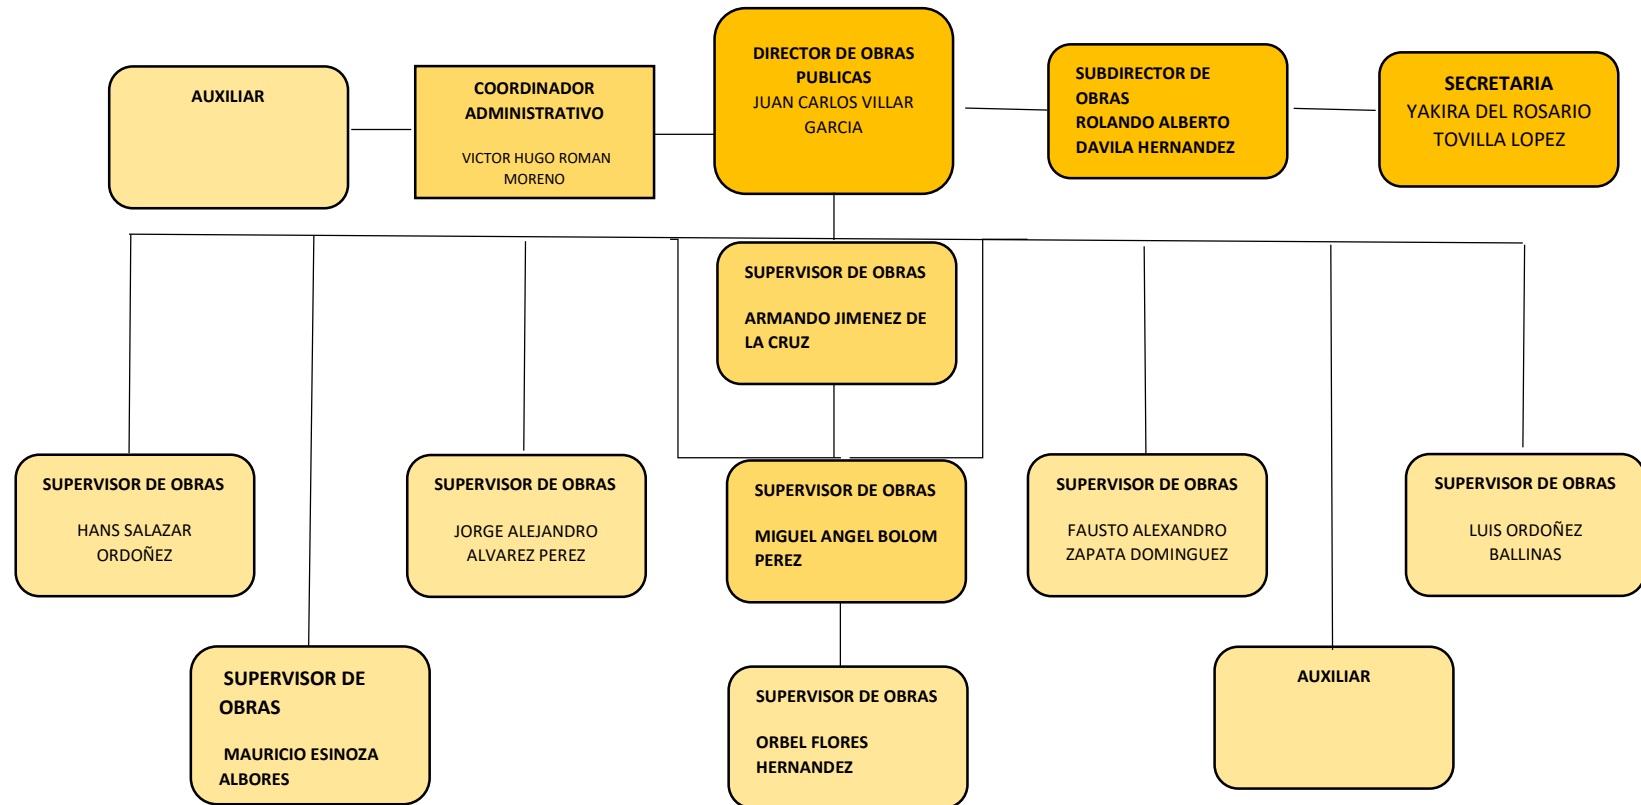 AUXILIAR
COORDINADOR
ADMINISTRATIVO
VICTOR HUGO ROMAN
MORENO
DIRECTOR DE OBRAS
PUBLICAS
JUAN CARLOS VILLAR
GARCIA
SUBDIRECTOR DE
OBRAS
ROLANDO ALBERTO
DAVILA HERNANDEZ
SECRETARIA
YAKIRA DEL ROSARIO
TOVILLA LOPEZ
SUPERVISOR DE OBRAS
ARMANDO JIMENEZ DE
LA CRUZ
SUPERVISOR DE OBRAS
HANS SALAZAR
ORDOÑEZ
SUPERVISOR DE OBRAS
JORGE ALEJANDRO
ALVAREZ PEREZ
SUPERVISOR DE OBRAS
MIGUEL ANGEL BOLOM
PEREZ
SUPERVISOR DE OBRAS
FAUSTO ALEXANDRO
ZAPATA DOMINGUEZ
SUPERVISOR DE OBRAS
LUIS ORDOÑEZ
BALLINAS
SUPERVISOR DE
OBRAS
MAURICIO ESINOZA
ALBORES
SUPERVISOR DE OBRAS
ORBEL FLORES
HERNANDEZ
AUXILIAR